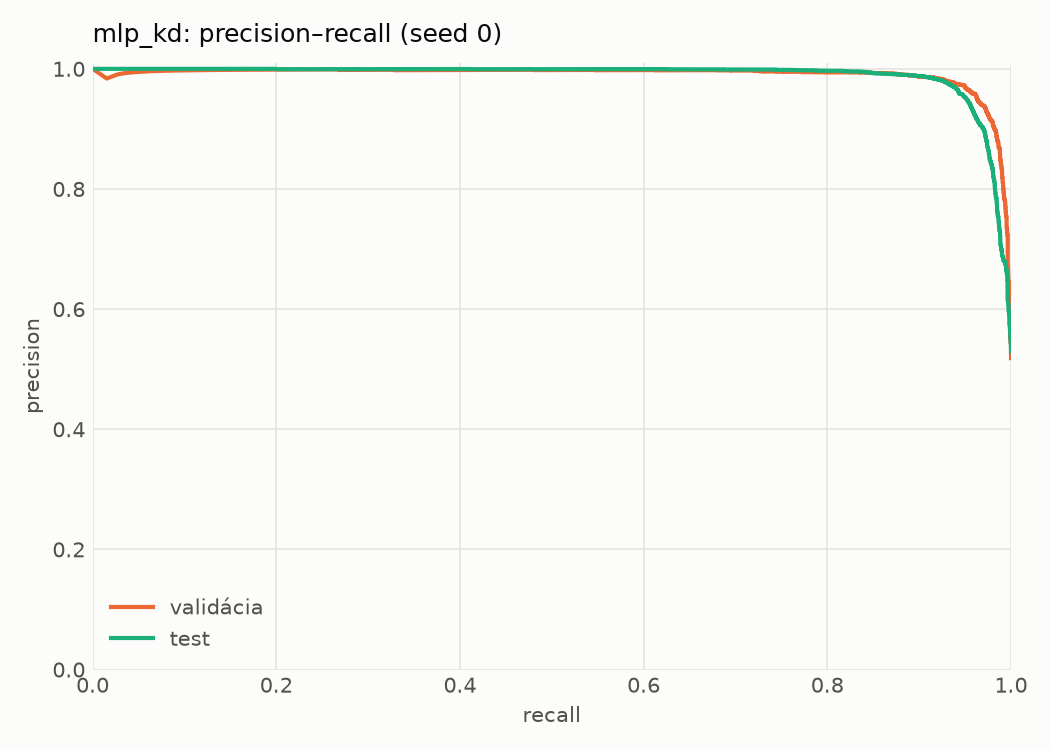 mlp_kd: precision–recall (seed 0)
1.0
0.8
0.6
0.4
0.2
0.0
precision
validácia
test
0.0 0.2 0.4 0.6 0.8 1.0
recall